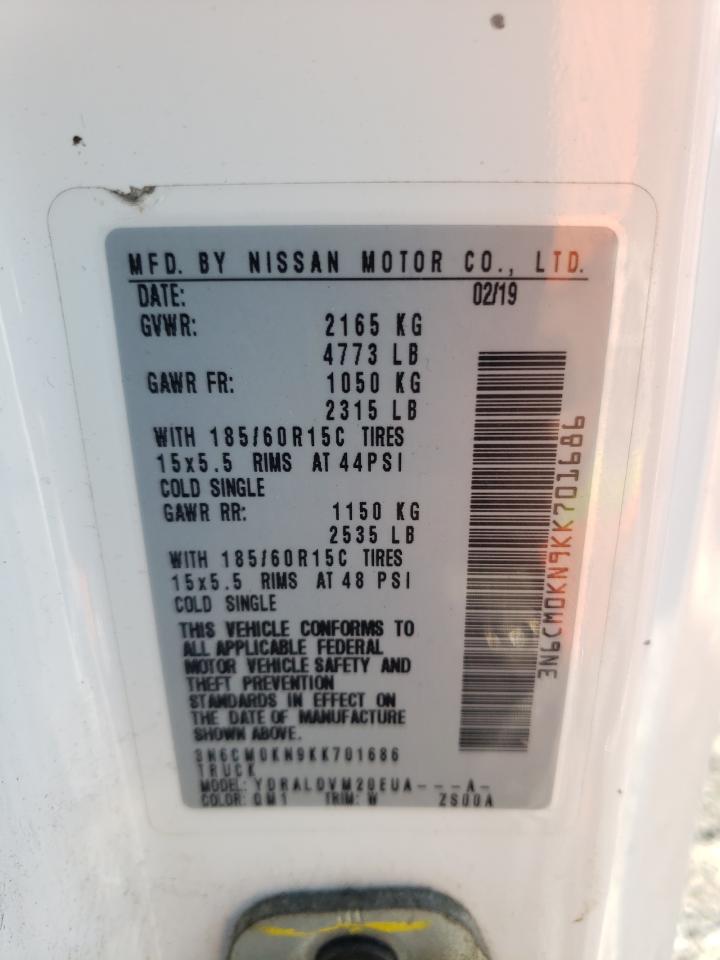 MFD. BY NISSAN MOTOR CO., LTD.
DATE: 02/19
GVWR: 2165 KG
4773 LB
GAWR FR: 1050 KG
2315 LB
WITH 185/60R15C TIRES
15x5.5 RIMS AT 44PSI
COLD SINGLE
GAWR RR: 1150 KG
2535 LB
WITH 185/60R15C TIRES
15x5.5 RIMS AT 48 PSI
COLD SINGLE
THIS VEHICLE CONFORMS TO
ALL APPLICABLE FEDERAL
MOTOR VEHICLE SAFETY AND
THEFT PREVENTION
STANDARDS IN EFFECT ON
THE DATE OF MANUFACTURE
SHOWN ABOVE.
3N6CM0KN9KK701686
TRUCK
MODEL: YDRALQVM20EUA---A-
COLOR: QM1 TRIM: W ZS00A
3N6CM0KN9KK701686